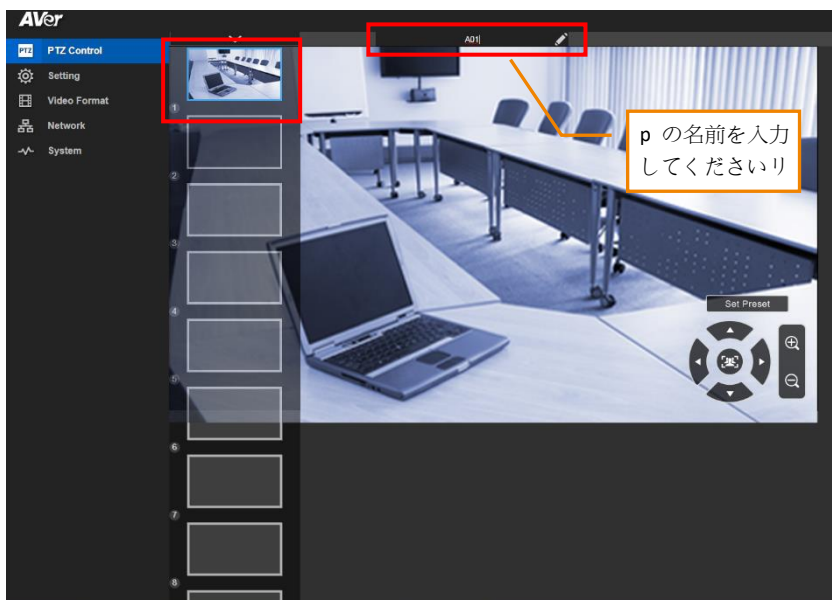 AVer
PTZ PTZ Control
Setting
Video Format
Network
System
A01
1
2
3
4
5
6
7
8
p の名前を入力
してくださいリ
Set Preset